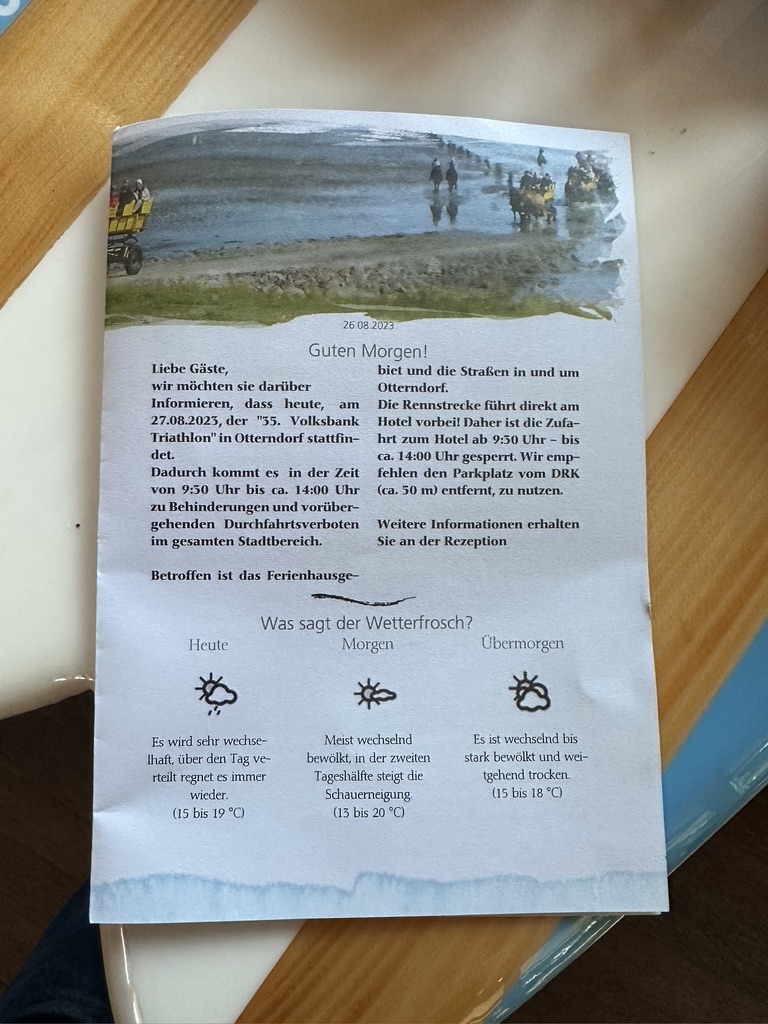 26.08.2023
Guten Morgen!
Liebe Gäste,
wir möchten sie darüber
Informieren, dass heute, am
27.08.2023, der "35. Volksbank
Triathlon" in Otterndorf stattfin-
det.
Dadurch kommt es in der Zeit
von 9:30 Uhr bis ca. 14:00 Uhr
zu Behinderungen und vorüber-
gehenden Durchfahrtsverboten
im gesamten Stadtbereich.
Betroffen ist das Ferienhausge-
biet und die Straßen in und um
Otterndorf.
Die Rennstrecke führt direkt am
Hotel vorbei! Daher ist die Zufa-
hrt zum Hotel ab 9:30 Uhr – bis
ca. 14:00 Uhr gesperrt. Wir emp-
fehlen den Parkplatz vom DRK
(ca. 50 m) entfernt, zu nutzen.
Weitere Informationen erhalten
Sie an der Rezeption
Was sagt der Wetterfrosch?
Heute
Es wird sehr wechse-
lhaft, über den Tag ve-
rteilt regnet es immer
wieder.
(15 bis 19 °C)
Morgen
Meist wechselnd
bewölkt, in der zweiten
Tageshälfte steigt die
Schauerneigung.
(13 bis 20 °C)
Übermorgen
Es ist wechselnd bis
stark bewölkt und wei-
tgehend trocken.
(15 bis 18 °C)